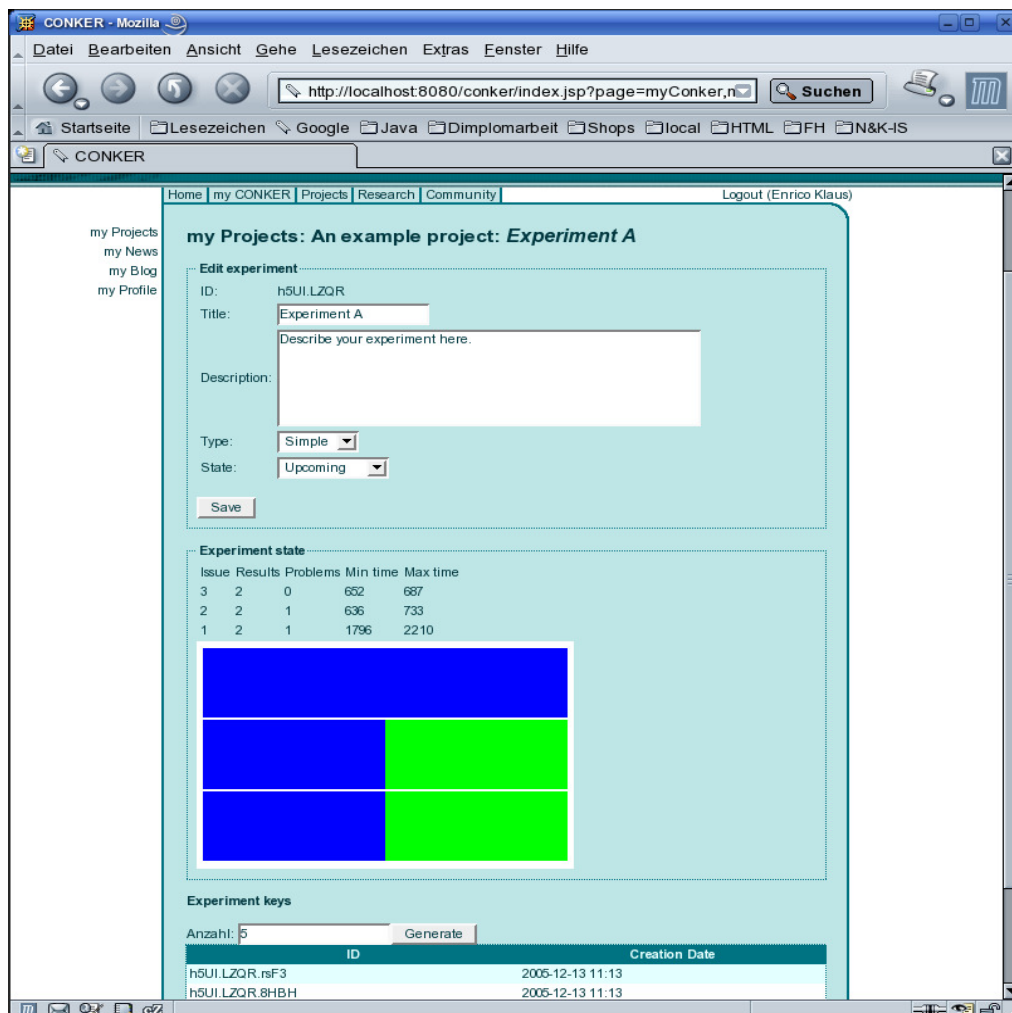 CONKER - Mozilla
Datei Bearbeiten Ansicht Gehe Lesezeichen Extras Fenster Hilfe
http://localhost:8080/conker/index.jsp?page=myConker,n Suchen
Startseite Lesezeichen Google Java Dimplomarbeit Shops local HTML FH N&K-IS
CONKER
Home my CONKER Projects Research Community Logout (Enrico Klaus)
my Projects
my News
my Blog
my Profile
my Projects: An example project: Experiment A
Edit experiment
ID: h5UI.LZQR
Title: Experiment A
Describe your experiment here.
Description:
Type: Simple
State: Upcoming
Save
Experiment state
Issue Results Problems Min time Max time
3 2 0 652 687
2 2 1 636 733
1 2 1 1796 2210
Experiment keys
Anzahl: 5 Generate
ID Creation Date
h5UI.LZQR.rsF3 2005-12-13 11:13
h5UI.LZQR.8HBH 2005-12-13 11:13